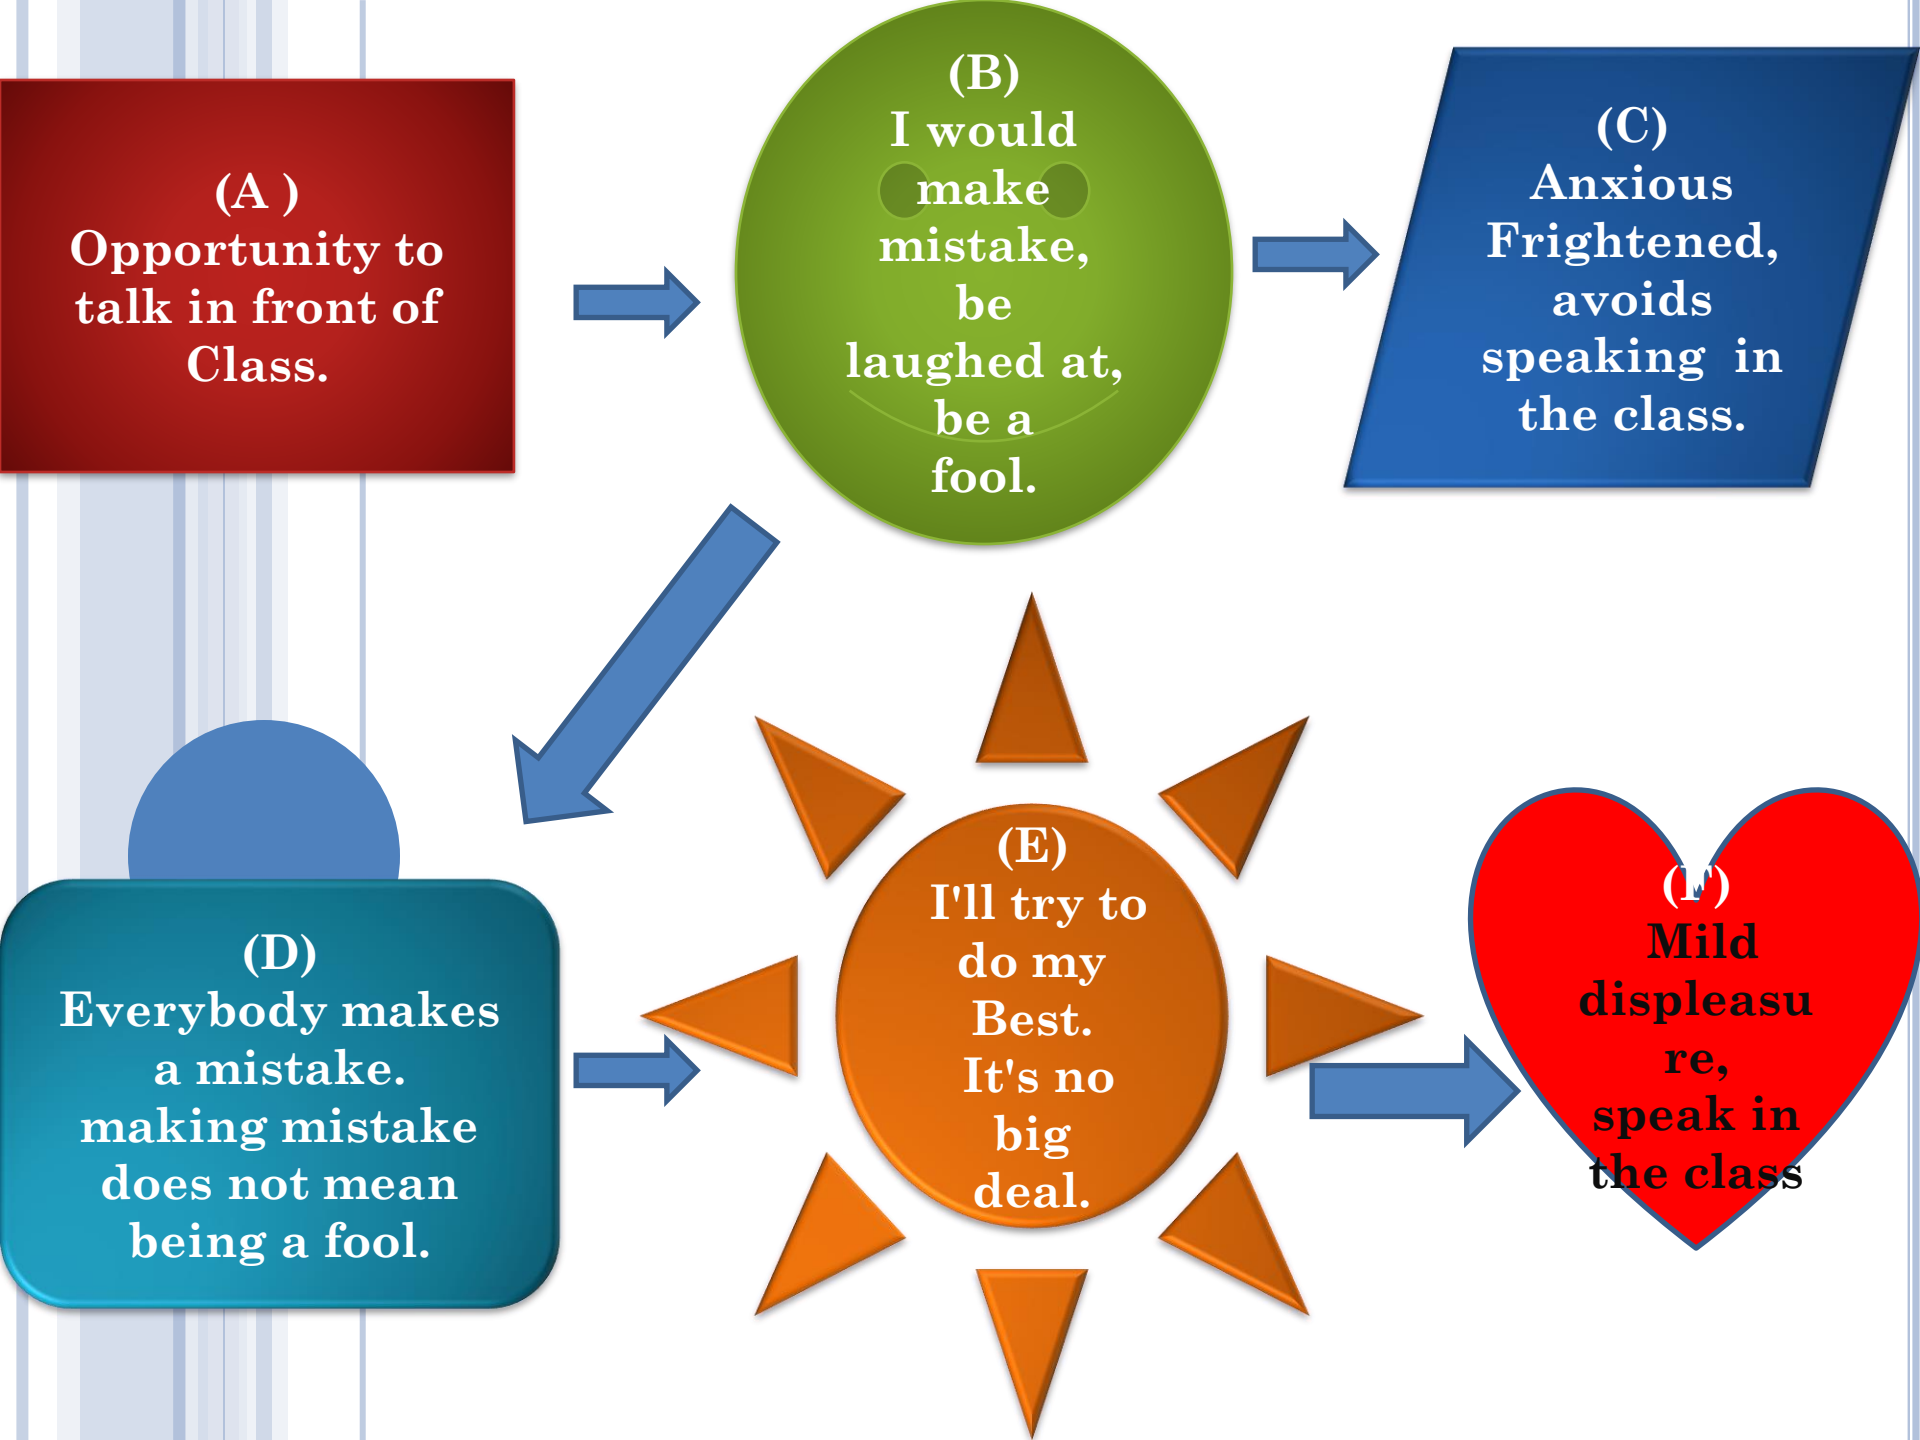 (A )
Opportunity to
talk in front of
Class.
(B)
I would
make
mistake,
be
laughed at,
be a
fool.
(C)
Anxious
Frightened,
avoids
speaking  in
the class.
(D)
Everybody makes
a mistake.
making mistake
does not mean
being a fool.
(E)
I'll try to
do my
Best.
It's no
big
deal.
(F)
Mild
displeasu
re,
speak in
the class